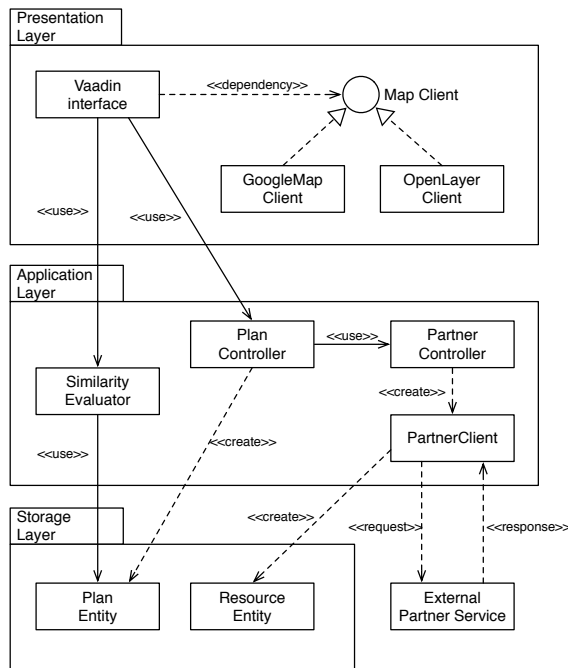 Presentation
Layer
Vaadin
interface
<<dependency>>
Map Client
GoogleMap
Client
OpenLayer
Client
<<use>>
<<use>>
Application
Layer
Plan
Controller
<<use>>
Partner
Controller
Similarity
Evaluator
<<create>>
<<use>>
<<create>>
PartnerClient
Storage
Layer
<<create>>
<<request>>
<<response>>
Plan
Entity
Resource
Entity
External
Partner Service